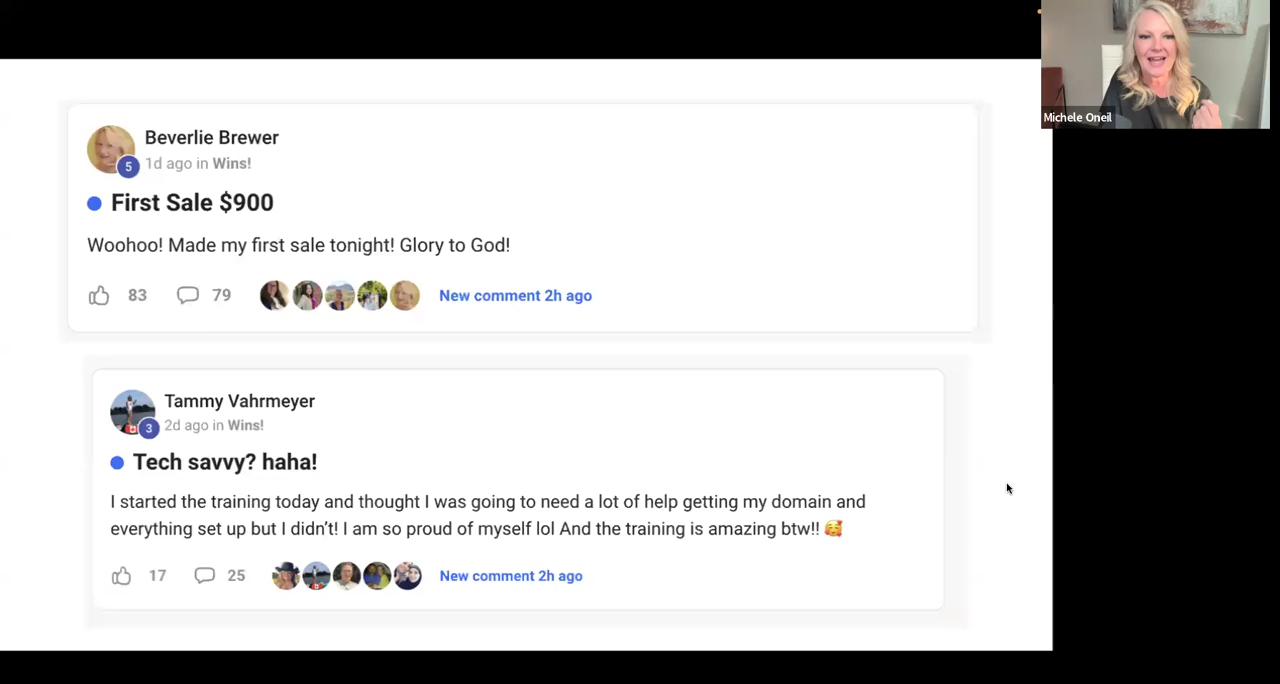 Michele Oneil
Beverlie Brewer
5
1d ago in Wins!
First Sale $900
Woohoo! Made my first sale tonight! Glory to God!
83 79 New comment 2h ago
Tammy Vahrmeyer
3
2d ago in Wins!
Tech savvy? haha!
I started the training today and thought I was going to need a lot of help getting my domain and
everything set up but I didn't! I am so proud of myself lol And the training is amazing btw!! 🥰
17 25 New comment 2h ago